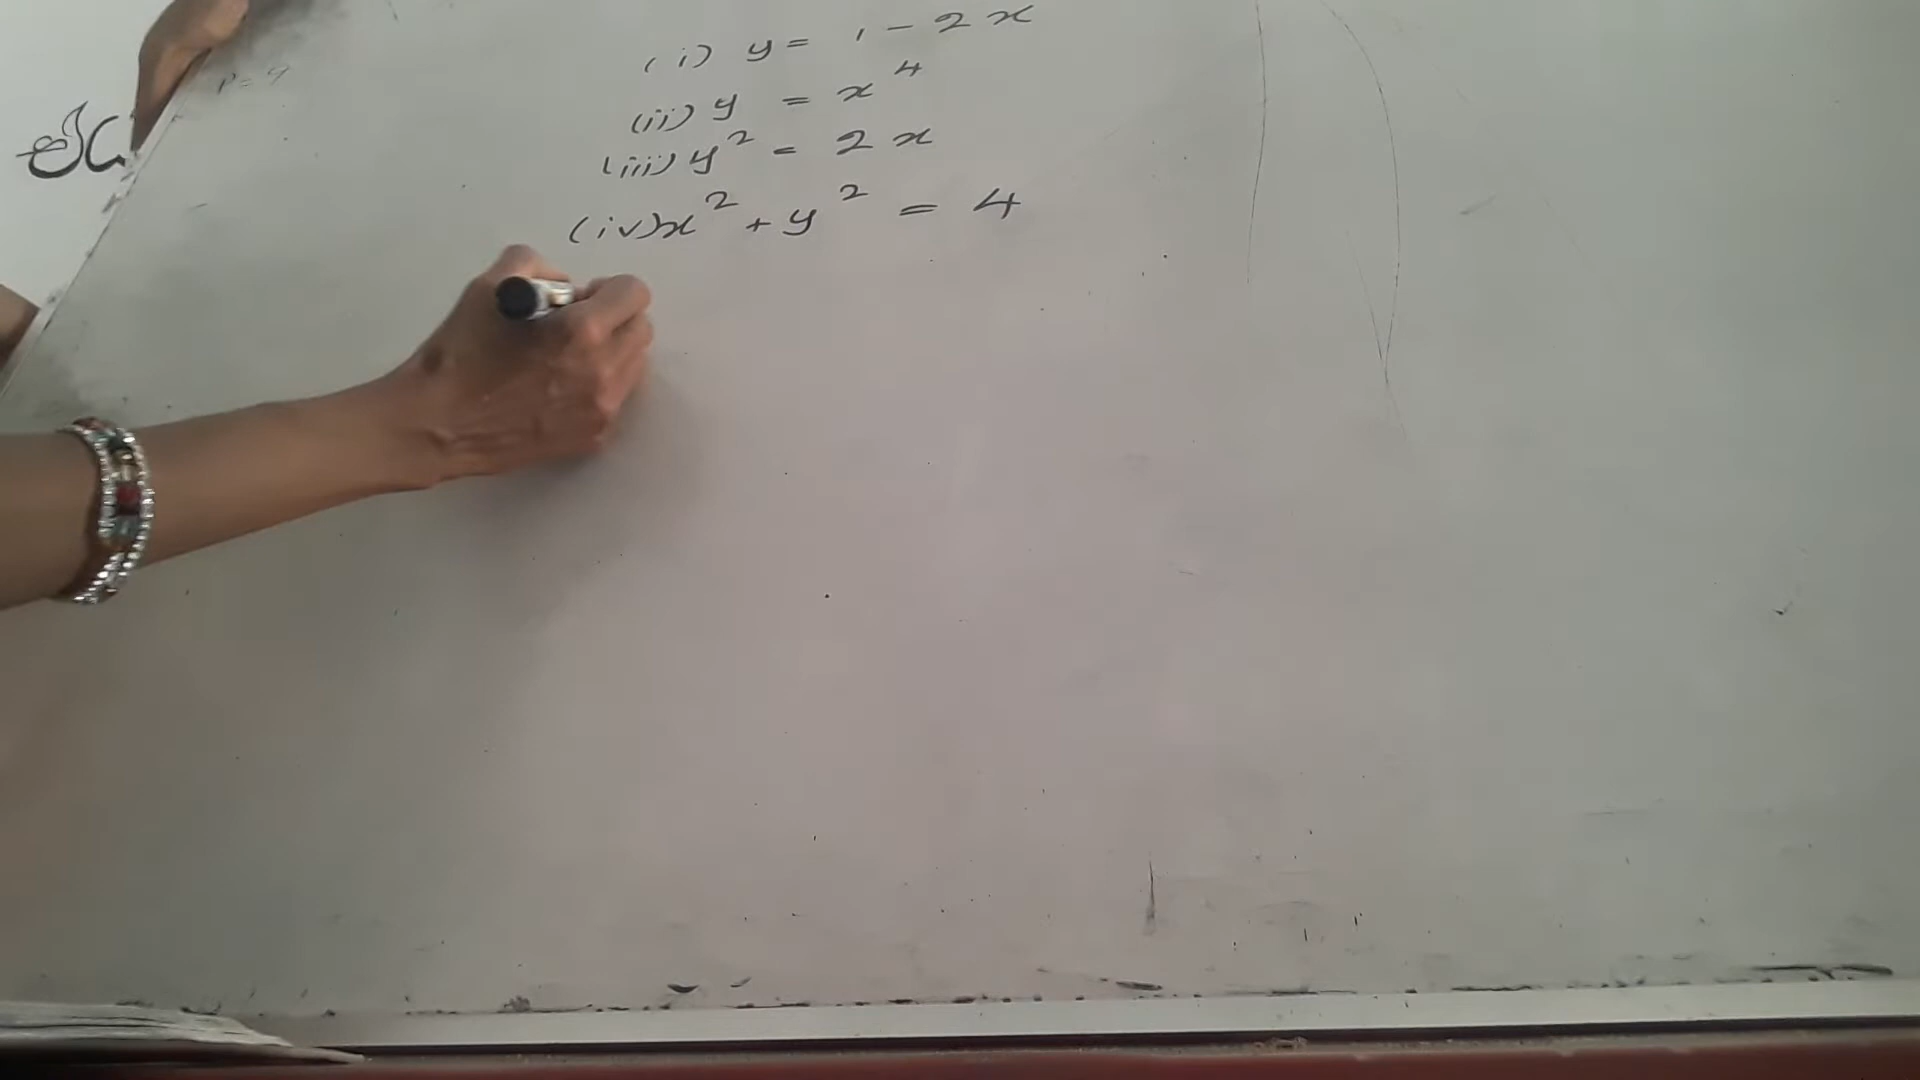 (i) y = 1 - 2x
(ii) y = x⁴
(iii) y² = 2x
(iv) x² + y² = 4